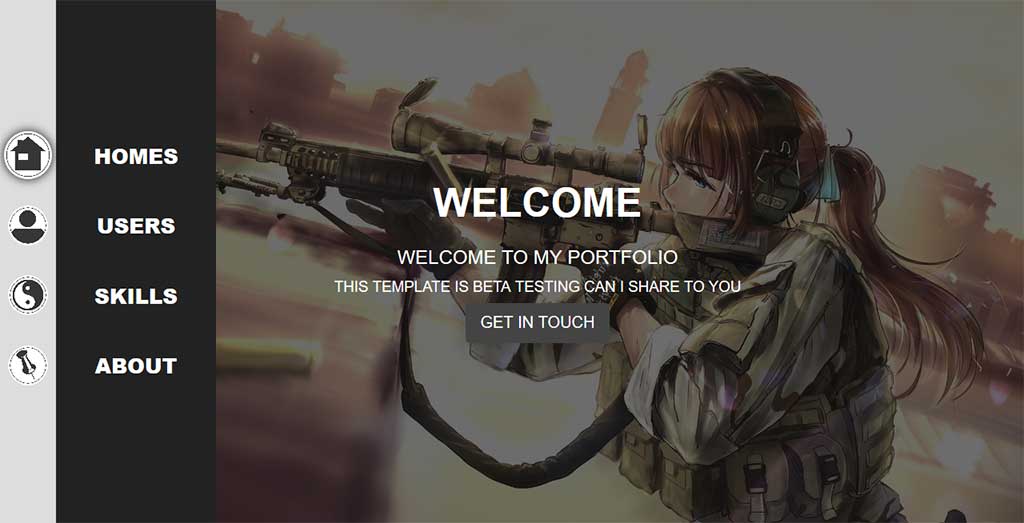 HOMES
USERS
SKILLS
ABOUT
WELCOME
WELCOME TO MY PORTFOLIO
THIS TEMPLATE IS BETA TESTING CAN I SHARE TO YOU
GET IN TOUCH